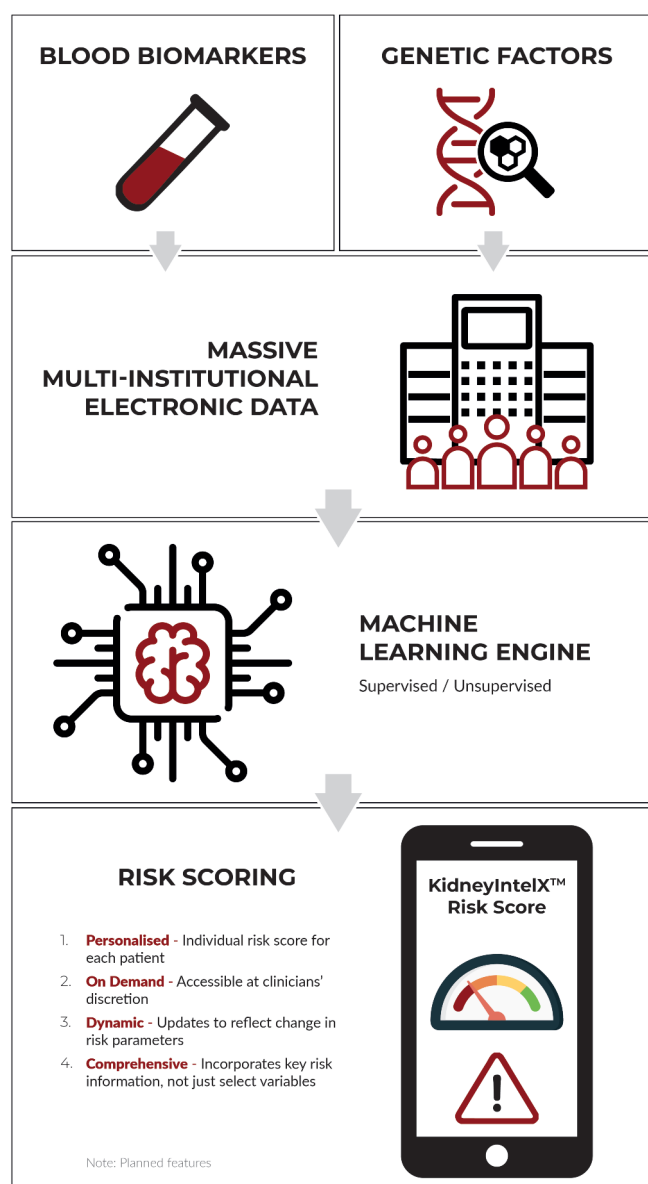 BLOOD BIOMARKERS
GENETIC FACTORS
MASSIVE
MULTI-INSTITUTIONAL
ELECTRONIC DATA
MACHINE
LEARNING ENGINE
Supervised / Unsupervised
RISK SCORING
1. Personalised - Individual risk score for
each patient
2. On Demand - Accessible at clinicians'
discretion
3. Dynamic - Updates to reflect change in
risk parameters
4. Comprehensive - Incorporates key risk
information, not just select variables
Note: Planned features
KidneyIntelX™
Risk Score